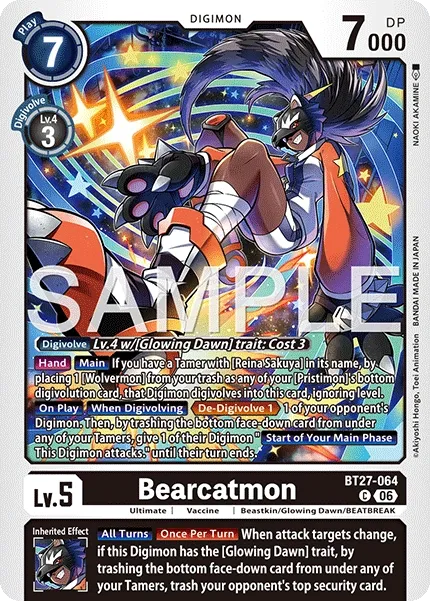 DIGIMON
Play
7
7000
DP
Digivolve
Lv.4
3
NAOKI AKAMINE
©Akiyoshi Hongo, Toei Animation BANDAI MADE IN JAPAN
SAMPLE
Digivolve Lv.4 w/[Glowing Dawn] trait: Cost 3
Hand Main If you have a Tamer with [Reina Sakuya] in its name, by
placing 1 [Wolvermon] from your trash as any of your [Pristimon]'s bottom
digivolution card, that Digimon digivolves into this card, ignoring level.
On Play When Digivolving De-Digivolve 1 1 of your opponent's
Digimon. Then, by trashing the bottom face-down card from under
any of your Tamers, give 1 of their Digimon " Start of Your Main Phase
This Digimon attacks." until their turn ends.
Lv.5
Bearcatmon
BT27-064
C 06
Ultimate | Vaccine | Beastkin/Glowing Dawn/BEATBREAK
Inherited Effect
All Turns Once Per Turn When attack targets change,
if this Digimon has the [Glowing Dawn] trait, by
trashing the bottom face-down card from under any of
your Tamers, trash your opponent's top security card.